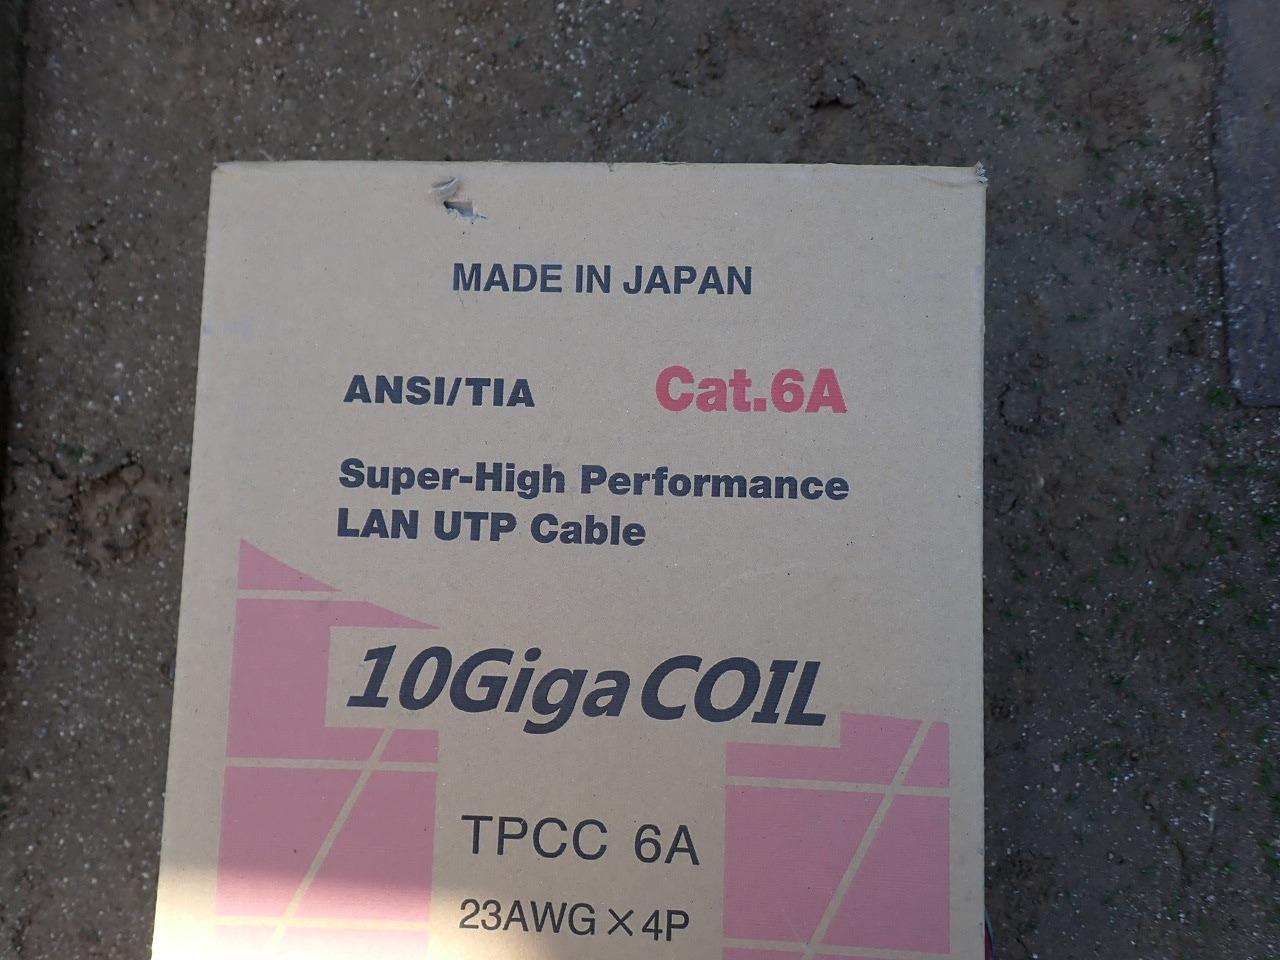 MADE IN JAPAN
ANSI/TIA Cat.6A
Super-High Performance
LAN UTP Cable
10Giga COIL
TPCC 6A
23AWG×4P